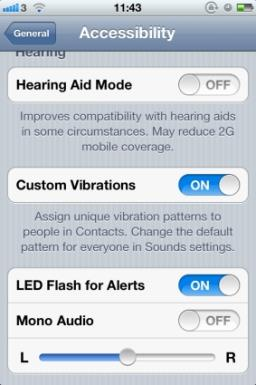 3 11:43
General Accessibility
Hearing
Hearing Aid Mode OFF
Improves compatibility with hearing aids
in some circumstances. May reduce 2G
mobile coverage.
Custom Vibrations ON
Assign unique vibration patterns to
people in Contacts. Change the default
pattern for everyone in Sounds settings.
LED Flash for Alerts ON
Mono Audio OFF
L R